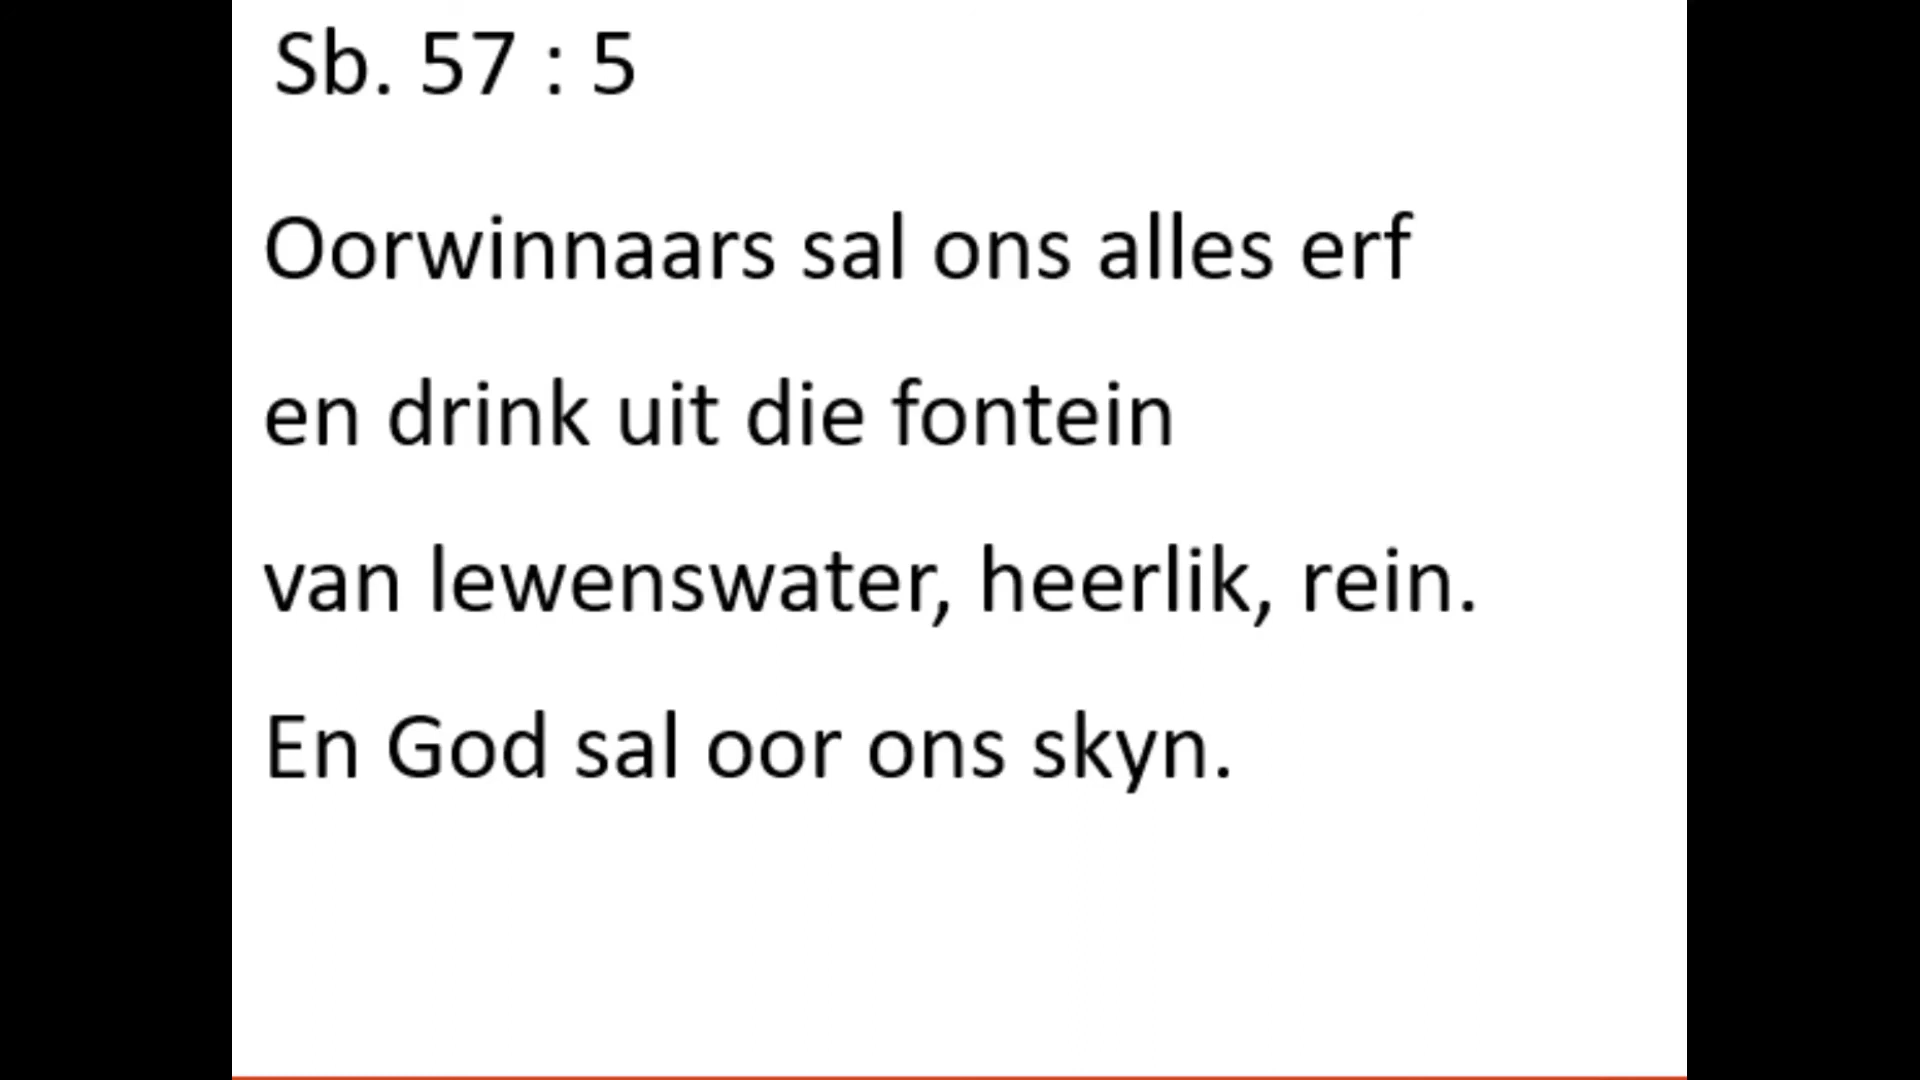 Sb. 57 : 5
Oorwinnaars sal ons alles erf
en drink uit die fontein
van lewenswater, heerlik, rein.
En God sal oor ons skyn.